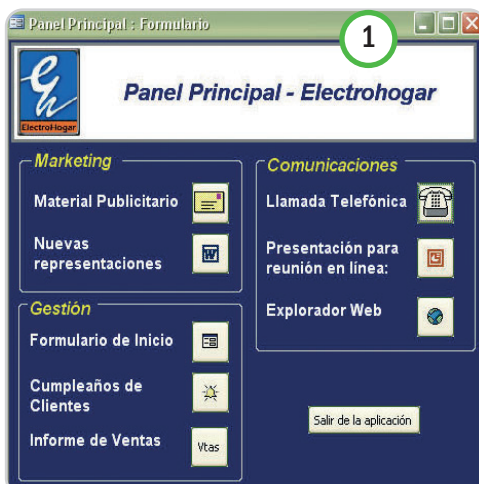 Panel Principal : Formulario
1
eh
ElectroHogar
Panel Principal - Electrohogar
Marketing
Material Publicitario
Nuevas
representaciones
W
Gestión
Formulario de Inicio
Cumpleaños de
Clientes
Informe de Ventas
Vtas
Comunicaciones
Llamada Telefónica
Presentación para
reunión en línea:
Explorador Web
Salir de la aplicación